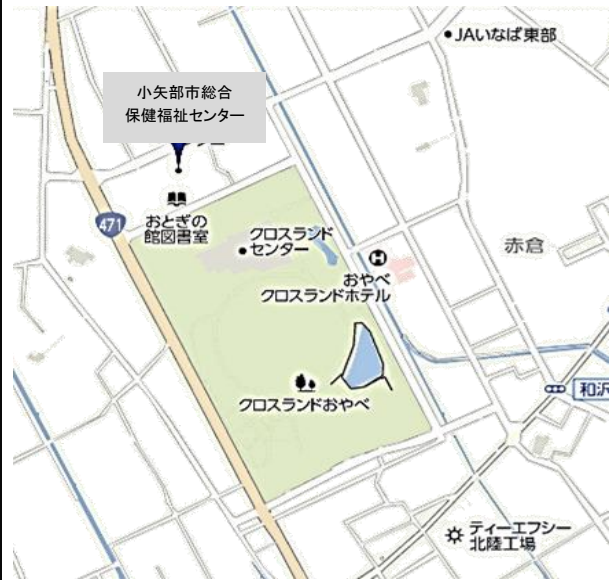 JAいなば東部
小矢部市総合
保健福祉センター
471
おとぎの
館図書室
クロスランド
センター
赤倉
H
おやべ
クロスランドホテル
クロスランドおやべ
和沢
ティーエフシー
北陸工場